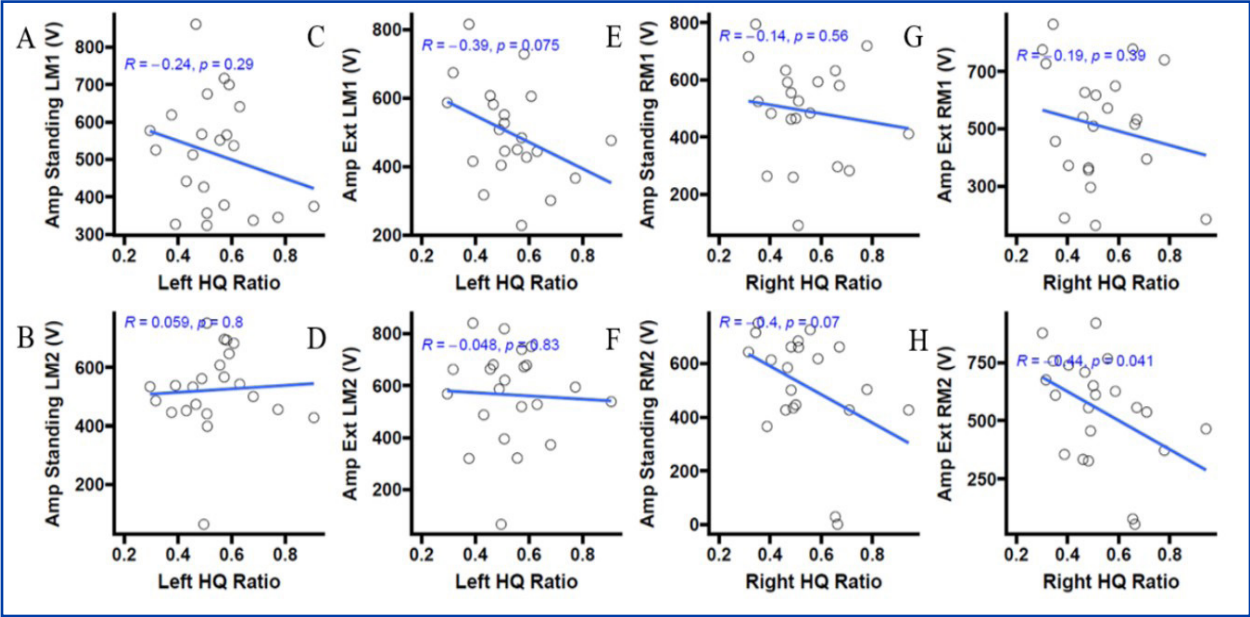 A
Amp Standing LM1 (V)
800
700
600
500
400
300
R = −0.24, p = 0.29
0.2 0.4 0.6 0.8
Left HQ Ratio
C
Amp Ext LM1 (V)
800
600
400
200
R = −0.39, p = 0.075
0.2 0.4 0.6 0.8
Left HQ Ratio
E
Amp Standing RM1 (V)
800
600
400
200
R = −0.14, p = 0.56
0.2 0.4 0.6 0.8
Right HQ Ratio
G
Amp Ext RM1 (V)
700
500
300
R = −0.19, p = 0.39
0.2 0.4 0.6 0.8
Right HQ Ratio
B
Amp Standing LM2 (V)
600
400
200
R = 0.059, p = 0.8
0.2 0.4 0.6 0.8
Left HQ Ratio
D
Amp Ext LM2 (V)
800
600
400
200
R = −0.048, p = 0.83
0.2 0.4 0.6 0.8
Left HQ Ratio
F
Amp Standing RM2 (V)
600
400
200
0
R = −0.4, p = 0.07
0.2 0.4 0.6 0.8
Right HQ Ratio
H
Amp Ext RM2 (V)
750
500
250
R = −0.44, p = 0.041
0.2 0.4 0.6 0.8
Right HQ Ratio